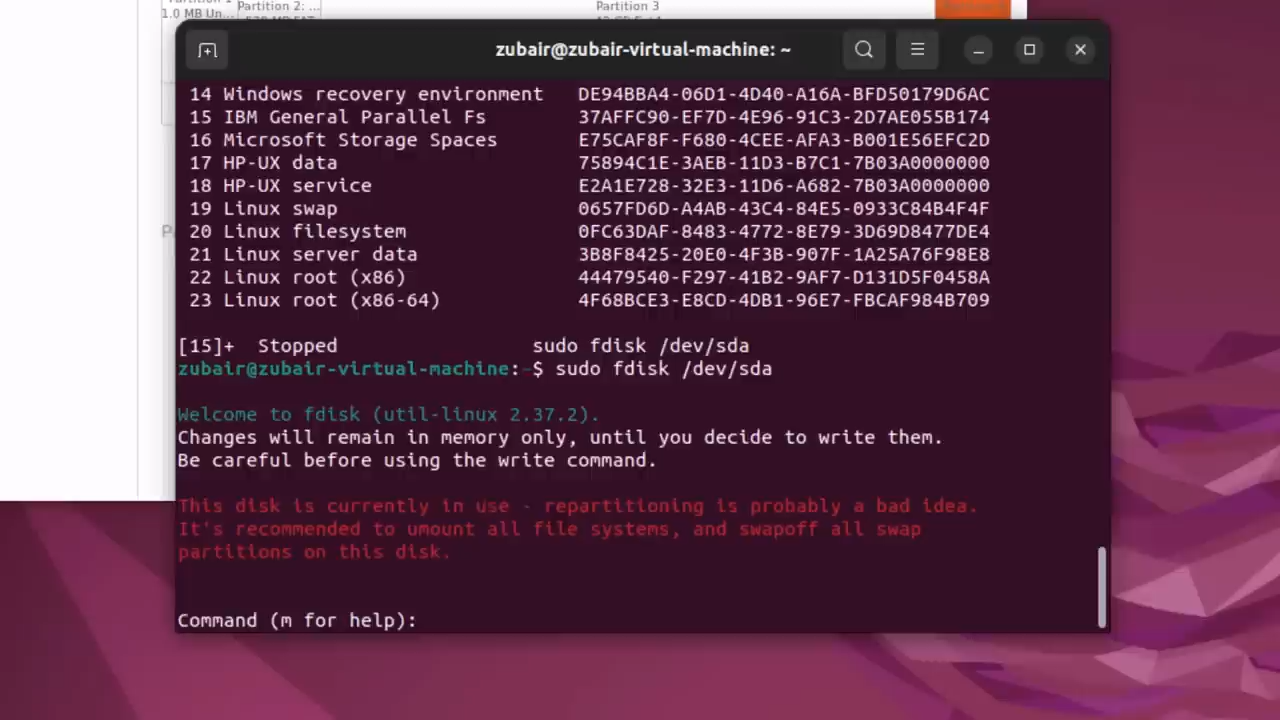 Partition 2: ...
Partition 3
1.0 MB Un...
zubair@zubair-virtual-machine: ~
14 Windows recovery environment DE94BBA4-06D1-4D40-A16A-BFD50179D6AC
15 IBM General Parallel Fs 37AFFC90-EF7D-4E96-91C3-2D7AE055B174
16 Microsoft Storage Spaces E75CAF8F-F680-4CEE-AFA3-B001E56EFC2D
17 HP-UX data 75894C1E-3AEB-11D3-B7C1-7B03A0000000
18 HP-UX service E2A1E728-32E3-11D6-A682-7B03A0000000
19 Linux swap 0657FD6D-A4AB-43C4-84E5-0933C84B4F4F
20 Linux filesystem 0FC63DAF-8483-4772-8E79-3D69D8477DE4
21 Linux server data 3B8F8425-20E0-4F3B-907F-1A25A76F98E8
22 Linux root (x86) 44479540-F297-41B2-9AF7-D131D5F0458A
23 Linux root (x86-64) 4F68BCE3-E8CD-4DB1-96E7-FBCAF984B709
[15]+ Stopped sudo fdisk /dev/sda
zubair@zubair-virtual-machine:~$ sudo fdisk /dev/sda
Welcome to fdisk (util-linux 2.37.2).
Changes will remain in memory only, until you decide to write them.
Be careful before using the write command.
This disk is currently in use - repartitioning is probably a bad idea.
It's recommended to umount all file systems, and swapoff all swap
partitions on this disk.
Command (m for help):